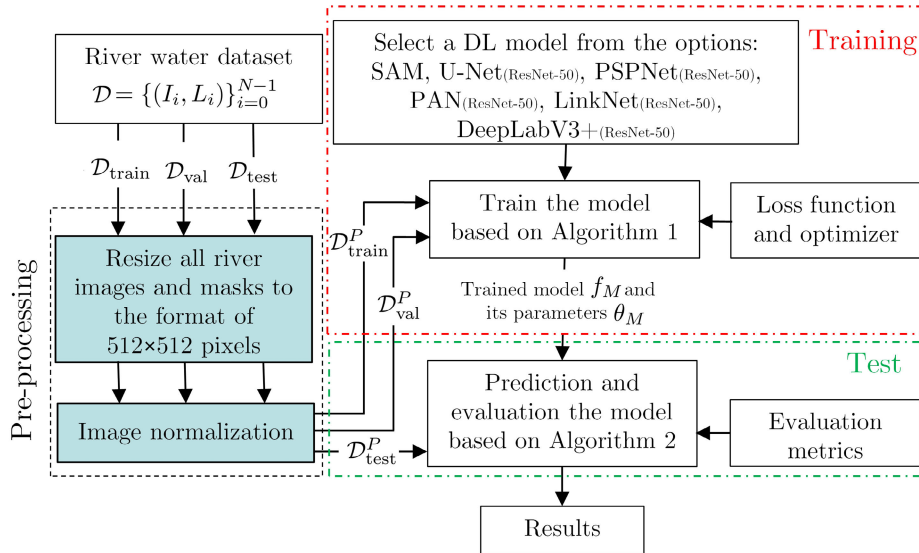 River water dataset
𝒟 = {(I_i, L_i)}_{i=0}^{N−1}
𝒟_train
𝒟_val
𝒟_test
Pre-processing
Resize all river
images and masks to
the format of
512×512 pixels
Image normalization
𝒟^P_train
𝒟^P_val
𝒟^P_test
Training
Select a DL model from the options:
SAM, U-Net(ResNet-50), PSPNet(ResNet-50),
PAN(ResNet-50), LinkNet(ResNet-50),
DeepLabV3+(ResNet-50)
Train the model
based on Algorithm 1
Loss function
and optimizer
Trained model f_M and
its parameters θ_M
Test
Prediction and
evaluation the model
based on Algorithm 2
Evaluation
metrics
Results